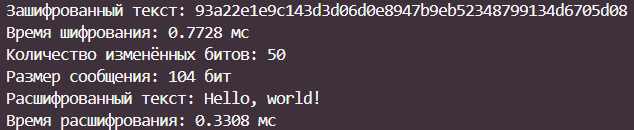 Зашифрованный текст: 93a22e1e9c143d3d06d0e8947b9eb52348799134d6705d08
Время шифрования: 0.7728 мс
Количество изменённых битов: 50
Размер сообщения: 104 бит
Расшифрованный текст: Hello, world!
Время расшифрования: 0.3308 мс